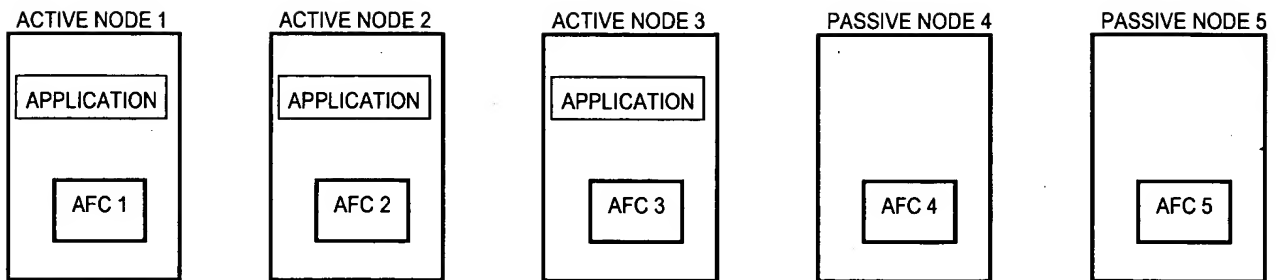 ACTIVE NODE 1
ACTIVE NODE 2
ACTIVE NODE 3
PASSIVE NODE 4
PASSIVE NODE 5
APPLICATION
APPLICATION
APPLICATION
AFC 1
AFC 2
AFC 3
AFC 4
AFC 5